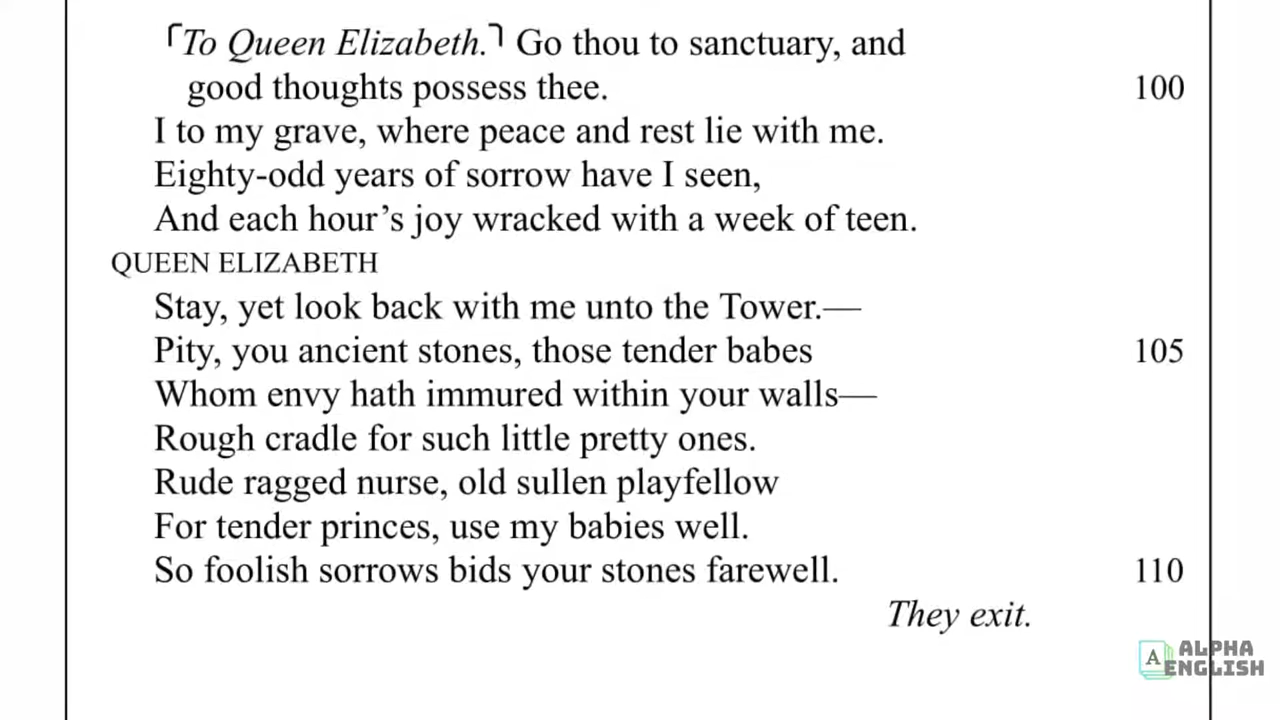 ⌜To Queen Elizabeth.⌝ Go thou to sanctuary, and
good thoughts possess thee. 100
I to my grave, where peace and rest lie with me.
Eighty-odd years of sorrow have I seen,
And each hour’s joy wracked with a week of teen.
QUEEN ELIZABETH
Stay, yet look back with me unto the Tower.—
Pity, you ancient stones, those tender babes 105
Whom envy hath immured within your walls—
Rough cradle for such little pretty ones.
Rude ragged nurse, old sullen playfellow
For tender princes, use my babies well.
So foolish sorrows bids your stones farewell. 110
They exit.
A ALPHA
ENGLISH